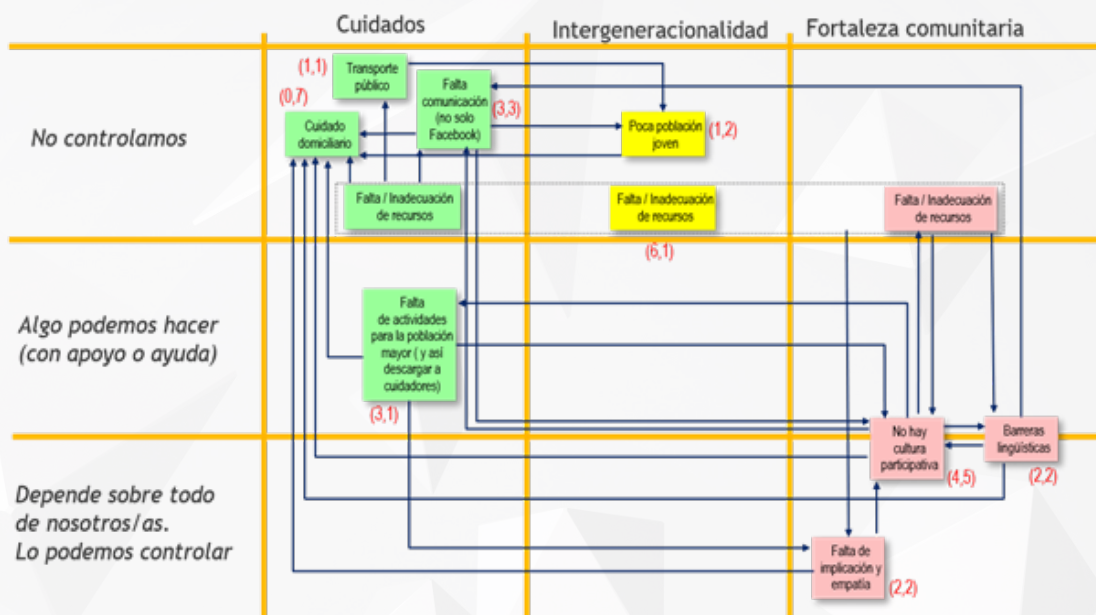 Cuidados
Intergeneracionalidad
Fortaleza comunitaria
No controlamos
(1,1)
Transporte
público
(0,7)
Cuidado
domiciliario
Falta
comunicación
(no solo
Facebook)
(3,3)
Poca población
joven
(1,2)
Falta / Inadecuación
de recursos
Falta / Inadecuación
de recursos
(6,1)
Falta / Inadecuación
de recursos
Algo podemos hacer
(con apoyo o ayuda)
Falta
de actividades
para la población
mayor ( y así
descargar a
cuidadores)
(3,1)
No hay
cultura
participativa
(4,5)
Barreras
lingüísticas
(2,2)
Depende sobre todo
de nosotros/as.
Lo podemos controlar
Falta de
implicación y
empatía
(2,2)